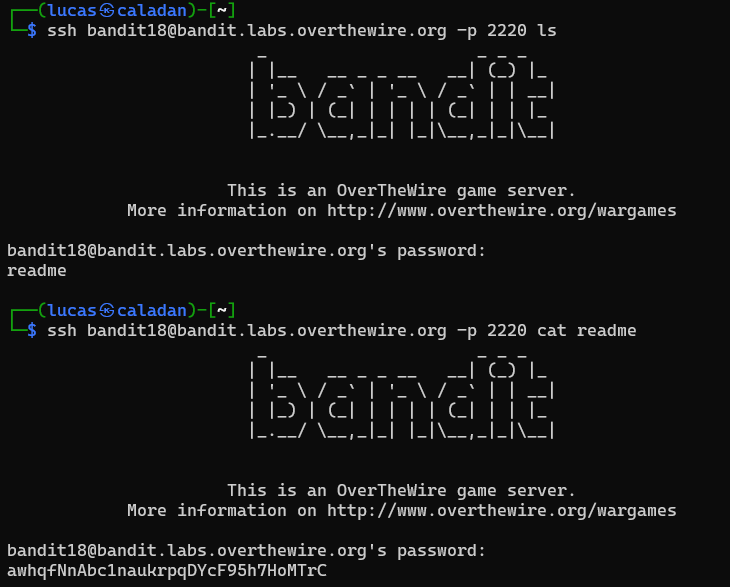 ┌──(lucas㉿caladan)-[~]
└─$ ssh bandit18@bandit.labs.overthewire.org -p 2220 ls
                         _                     _ _ _
                        | |__   __ _ _ __   __| (_) |_
                        | '_ \ / _` | '_ \ / _` | | __|
                        | |_) | (_| | | | | (_| | | |_
                        |_.__/ \__,_|_| |_|\__,_|_|\__|
                      This is an OverTheWire game server.
            More information on http://www.overthewire.org/wargames
bandit18@bandit.labs.overthewire.org's password:
readme
┌──(lucas㉿caladan)-[~]
└─$ ssh bandit18@bandit.labs.overthewire.org -p 2220 cat readme
                         _                     _ _ _
                        | |__   __ _ _ __   __| (_) |_
                        | '_ \ / _` | '_ \ / _` | | __|
                        | |_) | (_| | | | | (_| | | |_
                        |_.__/ \__,_|_| |_|\__,_|_|\__|
                      This is an OverTheWire game server.
            More information on http://www.overthewire.org/wargames
bandit18@bandit.labs.overthewire.org's password:
awhqfNnAbc1naukrpqDYcF95h7HoMTrC